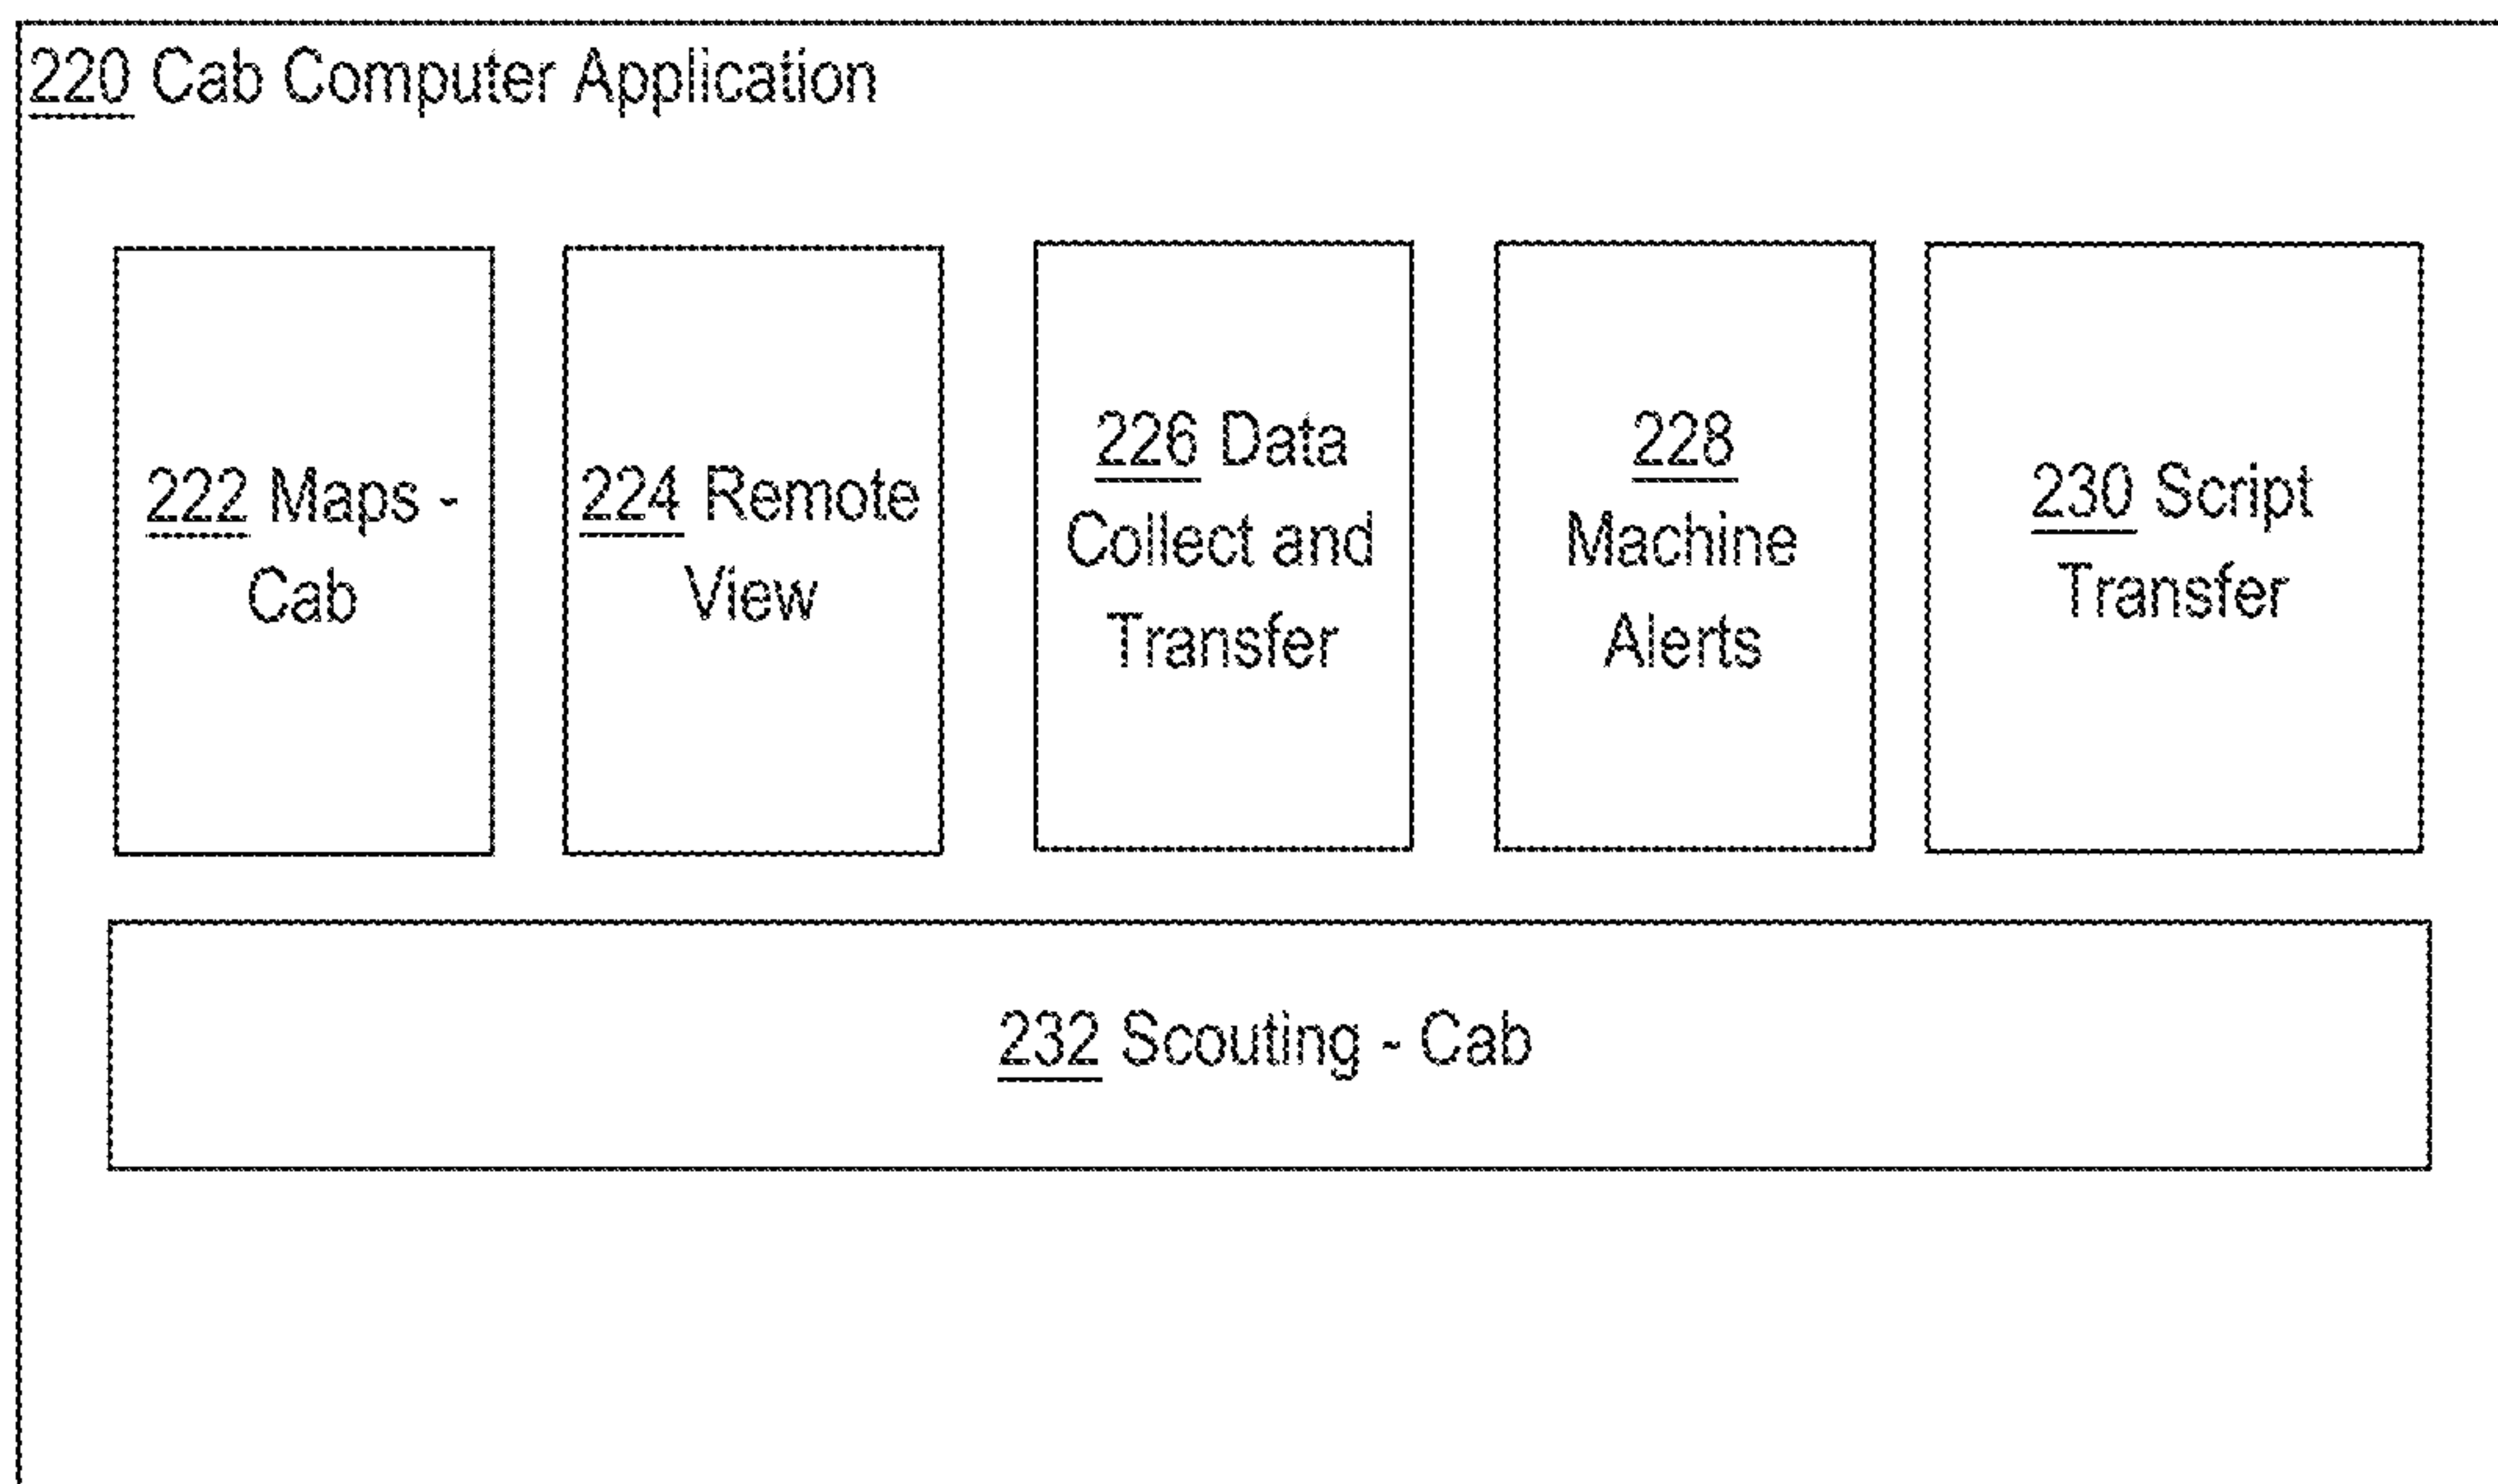 220 Cab Computer Application
222 Maps -
Cab
224 Remote
View
226 Data
Collect and
Transfer
228
Machine
Alerts
230 Script
Transfer
232 Scouting - Cab